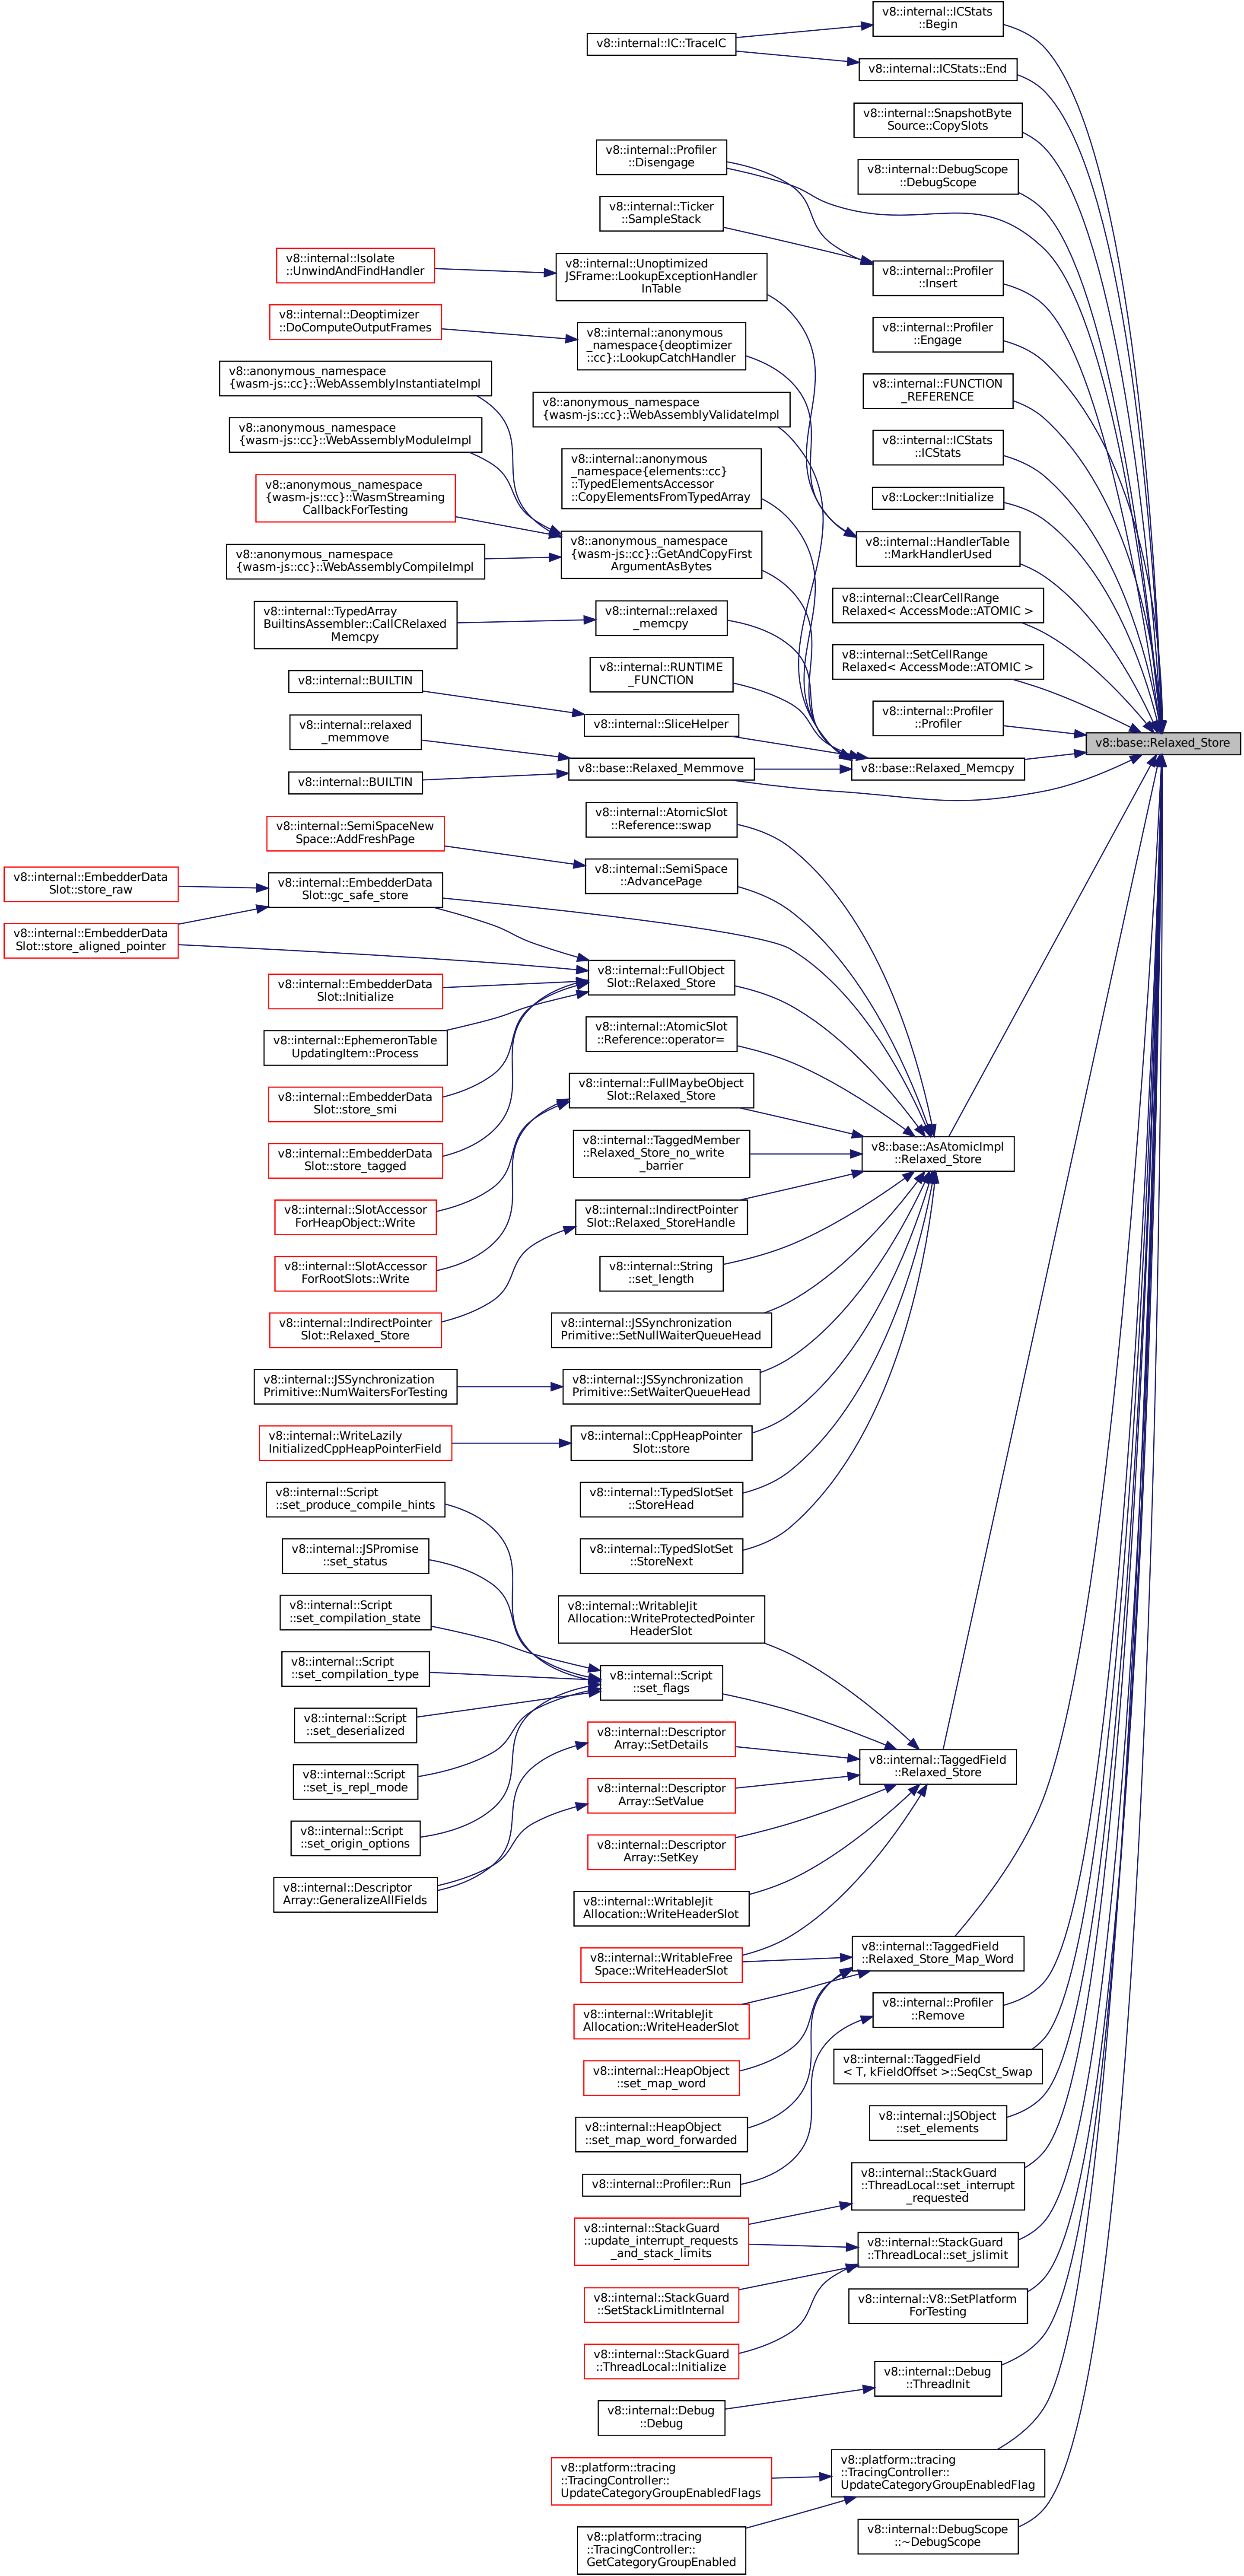 v8::internal::ICStats
::Begin
v8::internal::IC::TraceIC
v8::internal::ICStats::End
v8::internal::SnapshotByte
Source::CopySlots
v8::internal::Profiler
::Disengage
v8::internal::DebugScope
::DebugScope
v8::internal::Ticker
::SampleStack
v8::internal::Isolate
::UnwindAndFindHandler
v8::internal::Unoptimized
JSFrame::LookupExceptionHandler
InTable
v8::internal::Profiler
::Insert
v8::internal::Deoptimizer
::DoComputeOutputFrames
v8::internal::anonymous
_namespace{deoptimizer
::cc}::LookupCatchHandler
v8::internal::Profiler
::Engage
v8::anonymous_namespace
{wasm-js::cc}::WebAssemblyInstantiateImpl
v8::internal::FUNCTION
_REFERENCE
v8::anonymous_namespace
{wasm-js::cc}::WebAssemblyValidateImpl
v8::anonymous_namespace
{wasm-js::cc}::WebAssemblyModuleImpl
v8::internal::ICStats
::ICStats
v8::internal::anonymous
_namespace{elements::cc}
::TypedElementsAccessor
::CopyElementsFromTypedArray
v8::anonymous_namespace
{wasm-js::cc}::WasmStreaming
CallbackForTesting
v8::Locker::Initialize
v8::anonymous_namespace
{wasm-js::cc}::GetAndCopyFirst
ArgumentAsBytes
v8::internal::HandlerTable
::MarkHandlerUsed
v8::anonymous_namespace
{wasm-js::cc}::WebAssemblyCompileImpl
v8::internal::ClearCellRange
Relaxed< AccessMode::ATOMIC >
v8::internal::TypedArray
BuiltinsAssembler::CallCRelaxed
Memcpy
v8::internal::relaxed
_memcpy
v8::internal::SetCellRange
Relaxed< AccessMode::ATOMIC >
v8::internal::RUNTIME
_FUNCTION
v8::internal::BUILTIN
v8::internal::SliceHelper
v8::internal::Profiler
::Profiler
v8::internal::relaxed
_memmove
v8::base::Relaxed_Store
v8::base::Relaxed_Memmove
v8::base::Relaxed_Memcpy
v8::internal::BUILTIN
v8::internal::AtomicSlot
::Reference::swap
v8::internal::SemiSpaceNew
Space::AddFreshPage
v8::internal::SemiSpace
::AdvancePage
v8::internal::EmbedderData
Slot::store_raw
v8::internal::EmbedderData
Slot::gc_safe_store
v8::internal::EmbedderData
Slot::store_aligned_pointer
v8::internal::FullObject
Slot::Relaxed_Store
v8::internal::EmbedderData
Slot::Initialize
v8::internal::AtomicSlot
::Reference::operator=
v8::internal::EphemeronTable
UpdatingItem::Process
v8::internal::FullMaybeObject
Slot::Relaxed_Store
v8::internal::EmbedderData
Slot::store_smi
v8::internal::TaggedMember
::Relaxed_Store_no_write
_barrier
v8::base::AsAtomicImpl
::Relaxed_Store
v8::internal::EmbedderData
Slot::store_tagged
v8::internal::SlotAccessor
ForHeapObject::Write
v8::internal::IndirectPointer
Slot::Relaxed_StoreHandle
v8::internal::SlotAccessor
ForRootSlots::Write
v8::internal::String
::set_length
v8::internal::IndirectPointer
Slot::Relaxed_Store
v8::internal::JSSynchronization
Primitive::SetNullWaiterQueueHead
v8::internal::JSSynchronization
Primitive::NumWaitersForTesting
v8::internal::JSSynchronization
Primitive::SetWaiterQueueHead
v8::internal::WriteLazily
InitializedCppHeapPointerField
v8::internal::CppHeapPointer
Slot::store
v8::internal::Script
::set_produce_compile_hints
v8::internal::TypedSlotSet
::StoreHead
v8::internal::JSPromise
::set_status
v8::internal::TypedSlotSet
::StoreNext
v8::internal::Script
::set_compilation_state
v8::internal::WritableJit
Allocation::WriteProtectedPointer
HeaderSlot
v8::internal::Script
::set_compilation_type
v8::internal::Script
::set_flags
v8::internal::Script
::set_deserialized
v8::internal::Descriptor
Array::SetDetails
v8::internal::TaggedField
::Relaxed_Store
v8::internal::Script
::set_is_repl_mode
v8::internal::Descriptor
Array::SetValue
v8::internal::Script
::set_origin_options
v8::internal::Descriptor
Array::SetKey
v8::internal::Descriptor
Array::GeneralizeAllFields
v8::internal::WritableJit
Allocation::WriteHeaderSlot
v8::internal::WritableFree
Space::WriteHeaderSlot
v8::internal::TaggedField
::Relaxed_Store_Map_Word
v8::internal::WritableJit
Allocation::WriteHeaderSlot
v8::internal::Profiler
::Remove
v8::internal::HeapObject
::set_map_word
v8::internal::TaggedField
< T, kFieldOffset >::SeqCst_Swap
v8::internal::HeapObject
::set_map_word_forwarded
v8::internal::JSObject
::set_elements
v8::internal::Profiler::Run
v8::internal::StackGuard
::ThreadLocal::set_interrupt
_requested
v8::internal::StackGuard
::update_interrupt_requests
_and_stack_limits
v8::internal::StackGuard
::ThreadLocal::set_jslimit
v8::internal::StackGuard
::SetStackLimitInternal
v8::internal::V8::SetPlatform
ForTesting
v8::internal::StackGuard
::ThreadLocal::Initialize
v8::internal::Debug
::ThreadInit
v8::internal::Debug
::Debug
v8::platform::tracing
::TracingController::
UpdateCategoryGroupEnabledFlags
v8::platform::tracing
::TracingController::
UpdateCategoryGroupEnabledFlag
v8::platform::tracing
::TracingController::
GetCategoryGroupEnabled
v8::internal::DebugScope
::~DebugScope